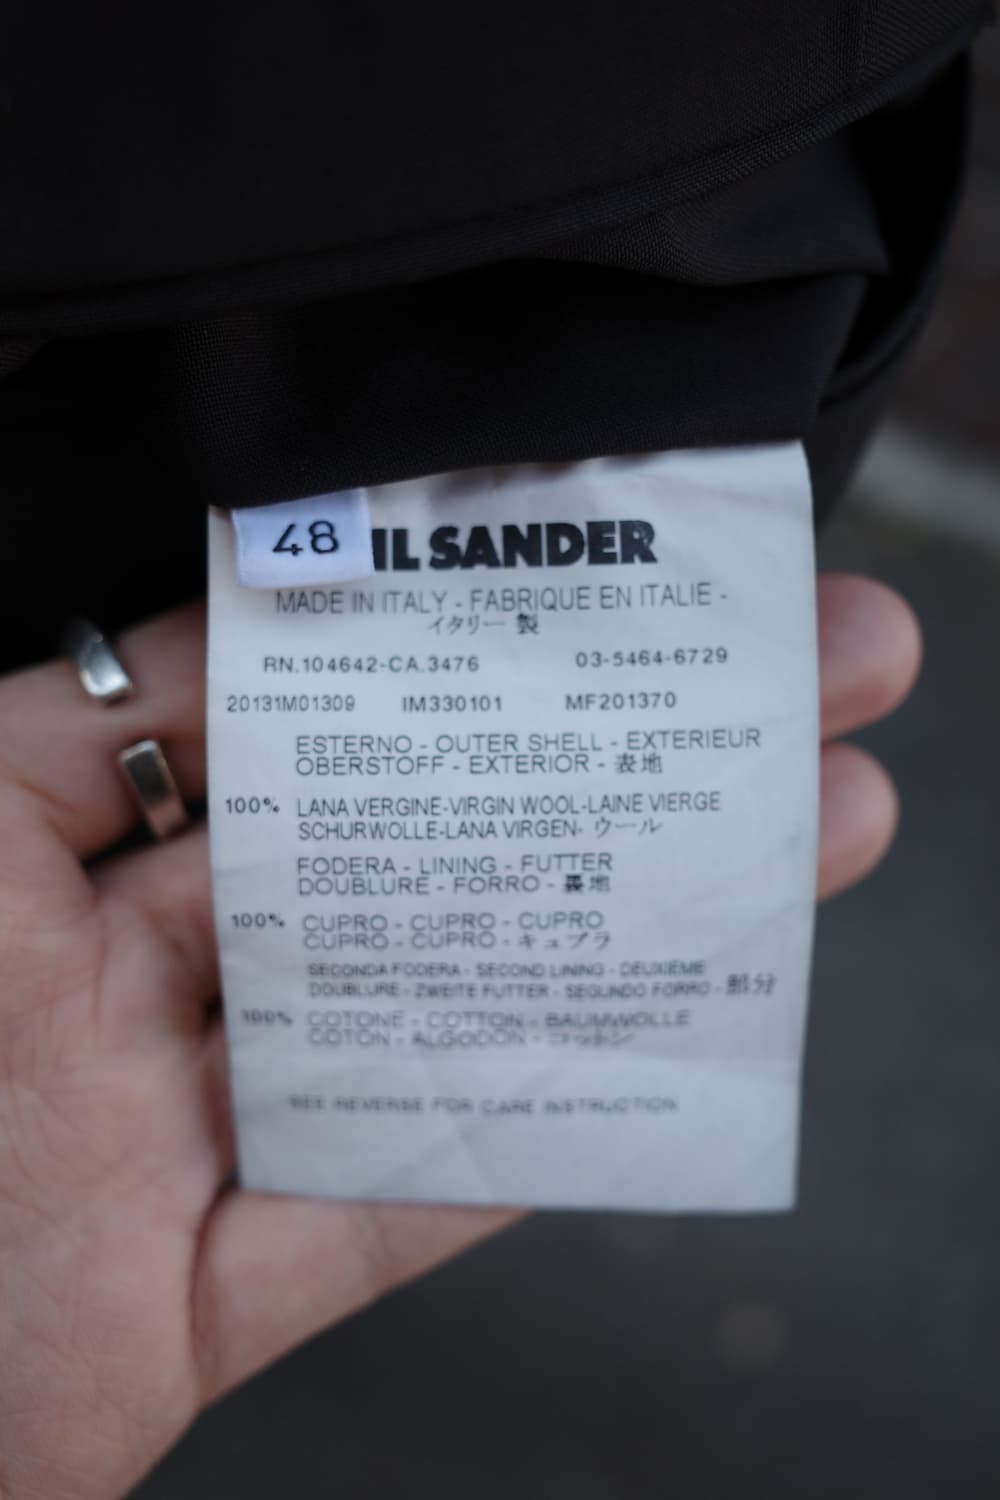 48
IL SANDER
MADE IN ITALY - FABRIQUE EN ITALIE -
イタリー 製
RN.104642-CA.3476 03-5464-6729
20131M01309 IM330101 MF201370
ESTERNO - OUTER SHELL - EXTERIEUR
OBERSTOFF - EXTERIOR - 表地
100% LANA VERGINE-VIRGIN WOOL-LAINE VIERGE
SCHURWOLLE-LANA VIRGEN- ウール
FODERA - LINING - FUTTER
DOUBLURE - FORRO - 裏地
100% CUPRO - CUPRO - CUPRO
CUPRO - CUPRO - キュプラ
SECONDA FODERA - SECOND LINING - DEUXIEME
DOUBLURE - ZWEITE FUTTER - SEGUNDO FORRO - 部分
100% COTONE - COTTON - BAUMWOLLE
COTON - ALGODON - コットン
SEE REVERSE FOR CARE INSTRUCTION